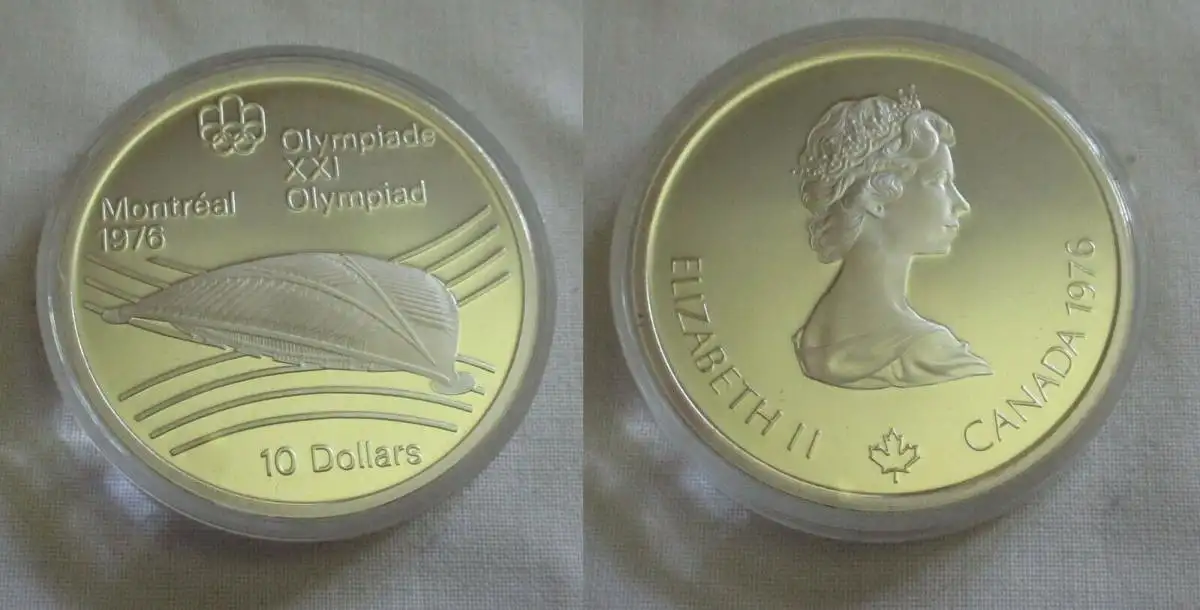 Olympiade
XXI
Olympiad
Montréal
1976
10 Dollars
ELIZABETH II
CANADA 1976